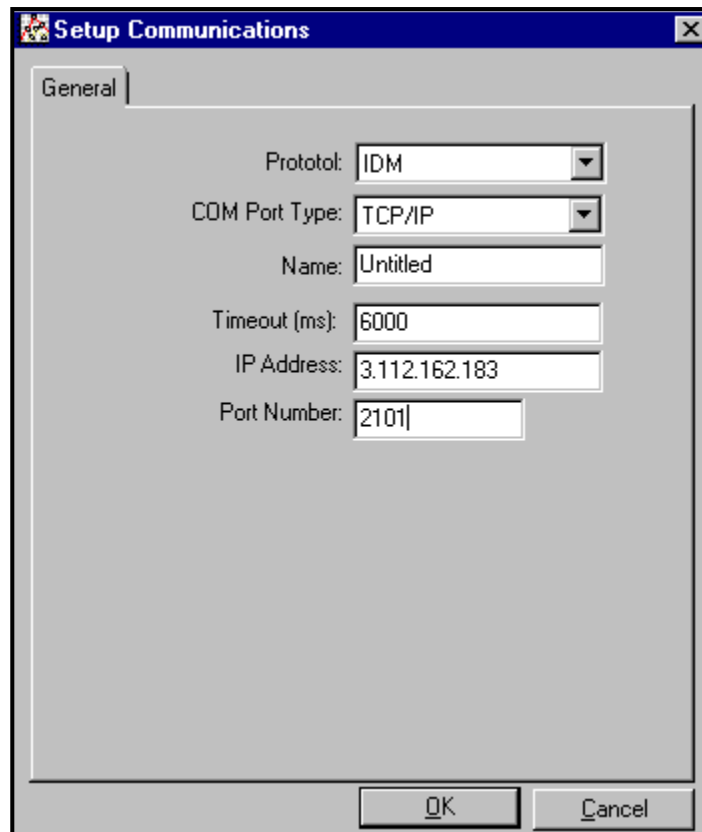 Setup Communications
General
Prototol: IDM
COM Port Type: TCP/IP
Name: Untitled
Timeout (ms): 6000
IP Address: 3.112.162.183
Port Number: 2101
OK Cancel